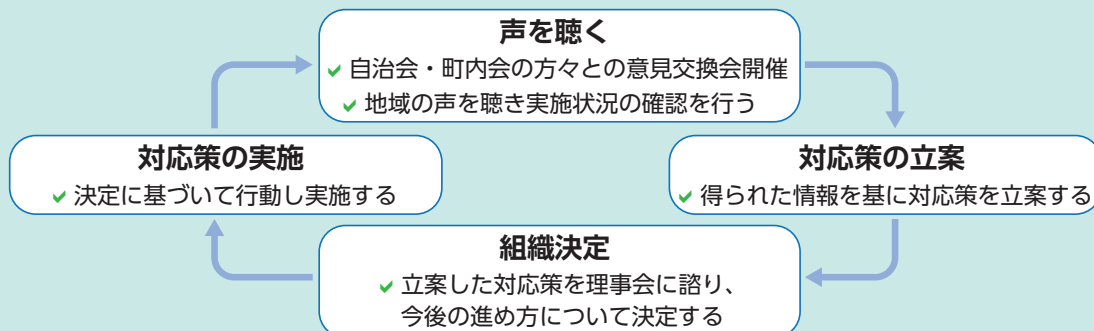 声を聴く
自治会・町内会の方々との意見交換会開催
地域の声を聴き実施状況の確認を行う
対応策の立案
得られた情報を基に対応策を立案する
組織決定
立案した対応策を理事会に諮り、
今後の進め方について決定する
対応策の実施
決定に基づいて行動し実施する